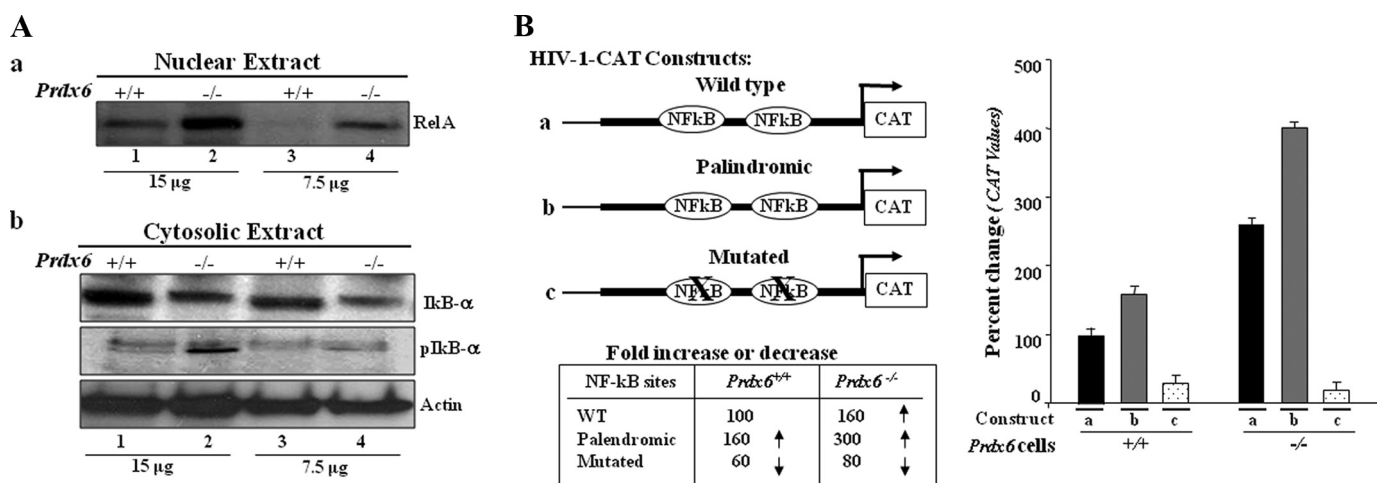 A
a
Nuclear Extract
Prdx6 +/+ -/- +/+ -/-
RelA
1 2 3 4
15 µg 7.5 µg
b
Cytosolic Extract
Prdx6 +/+ -/- +/+ -/-
IkB-α
pIkB-α
Actin
1 2 3 4
15 µg 7.5 µg
B
HIV-1-CAT Constructs:
Wild type
a NFkB NFkB CAT
Palindromic
b NFkB NFkB CAT
Mutated
c NFkB X NFkB X CAT
Fold increase or decrease
NF-kB sites Prdx6+/+ Prdx6-/-
WT 100 160 ↑
Palendromic 160 ↑ 300 ↑
Mutated 60 ↓ 80 ↓
Percent change (CAT Values)
500
400
300
200
100
0
Construct a b c a b c
Prdx6 cells +/+ -/-